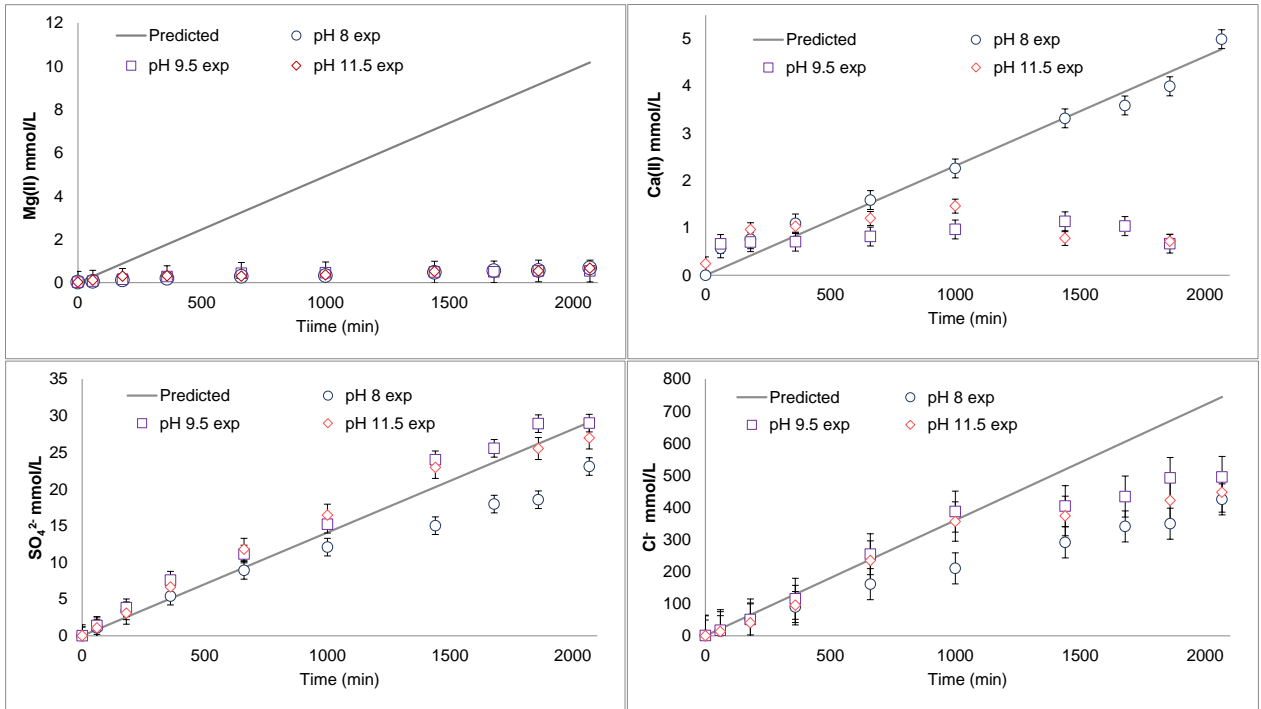 12
10
8
6
4
2
0
Mg(II) mmol/L
Predicted
pH 8 exp
pH 9.5 exp
pH 11.5 exp
0 500 1000 1500 2000
Tiime (min)
5
4
3
2
1
0
Ca(II) mmol/L
Predicted
pH 8 exp
pH 9.5 exp
pH 11.5 exp
0 500 1000 1500 2000
Time (min)
35
30
25
20
15
10
5
0
SO₄²⁻ mmol/L
Predicted
pH 8 exp
pH 9.5 exp
pH 11.5 exp
0 500 1000 1500 2000
Time (min)
800
700
600
500
400
300
200
100
0
Cl⁻ mmol/L
Predicted
pH 8 exp
pH 9.5 exp
pH 11.5 exp
0 500 1000 1500 2000
Time (min)